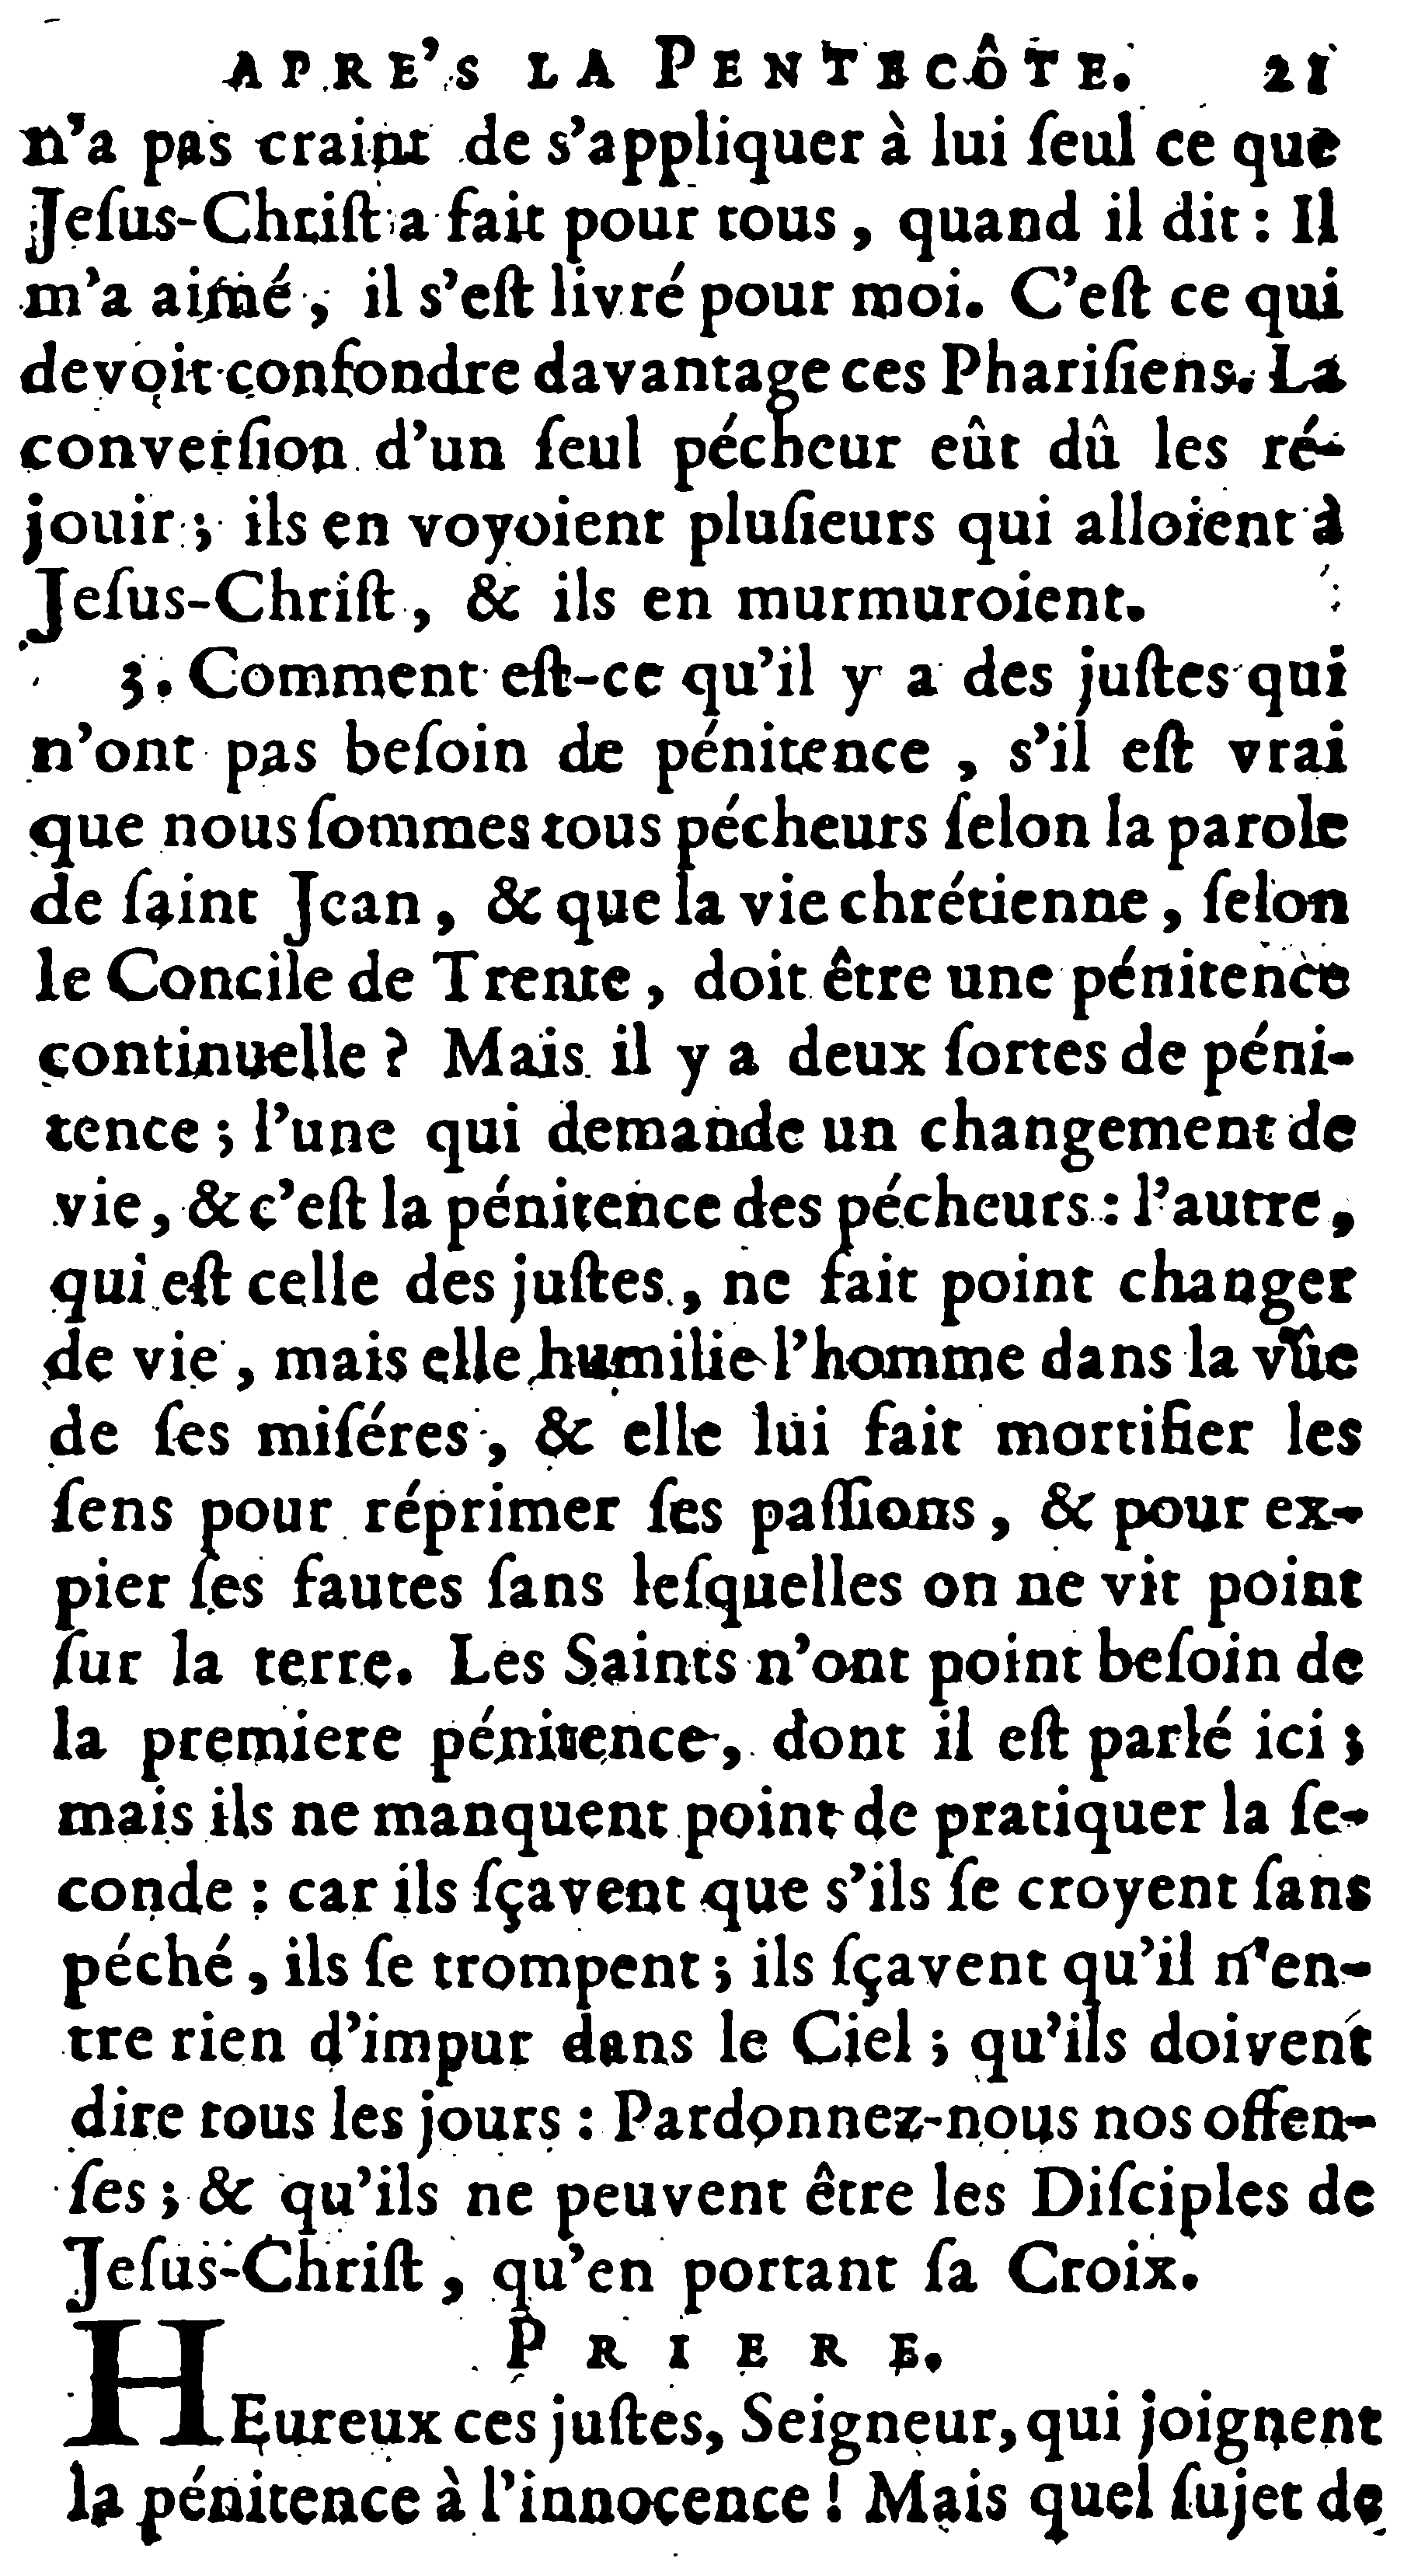 APRE'S LA PENTECÔTE. 21
n'a pas craint de s'appliquer à lui ſeul ce que
Jeſus-Chriſt a fait pour tous, quand il dit : Il
m'a aimé, il s'eſt livré pour moi. C'eſt ce qui
devoit confondre davantage ces Phariſiens. La
converſion d'un ſeul pécheur eût dû les ré-
jouir ; ils en voyoient pluſieurs qui alloient à
Jeſus-Chriſt, & ils en murmuroient.
3. Comment eſt-ce qu'il y a des juſtes qui
n'ont pas beſoin de pénitence, s'il eſt vrai
que nous ſommes tous pécheurs ſelon la parole
de ſaint Jean, & que la vie chrétienne, ſelon
le Concile de Trente, doit être une pénitence
continuelle ? Mais il y a deux ſortes de péni-
tence ; l'une qui demande un changement de
vie, & c'eſt la pénitence des pécheurs : l'autre,
qui eſt celle des juſtes, ne fait point changer
de vie, mais elle humilie l'homme dans la vûe
de ſes miſéres, & elle lui fait mortifier les
ſens pour réprimer ſes paſſions, & pour ex-
pier ſes fautes ſans leſquelles on ne vit point
ſur la terre. Les Saints n'ont point beſoin de
la premiere pénitence, dont il eſt parlé ici ;
mais ils ne manquent point de pratiquer la ſe-
conde : car ils ſçavent que s'ils ſe croyent ſans
péché, ils ſe trompent ; ils ſçavent qu'il n'en-
tre rien d'impur dans le Ciel ; qu'ils doivent
dire tous les jours : Pardonnez-nous nos offen-
ſes ; & qu'ils ne peuvent être les Diſciples de
Jeſus-Chriſt, qu'en portant ſa Croix.
PRIERE.
HEureux ces juſtes, Seigneur, qui joignent
la pénitence à l'innocence ! Mais quel ſujet de